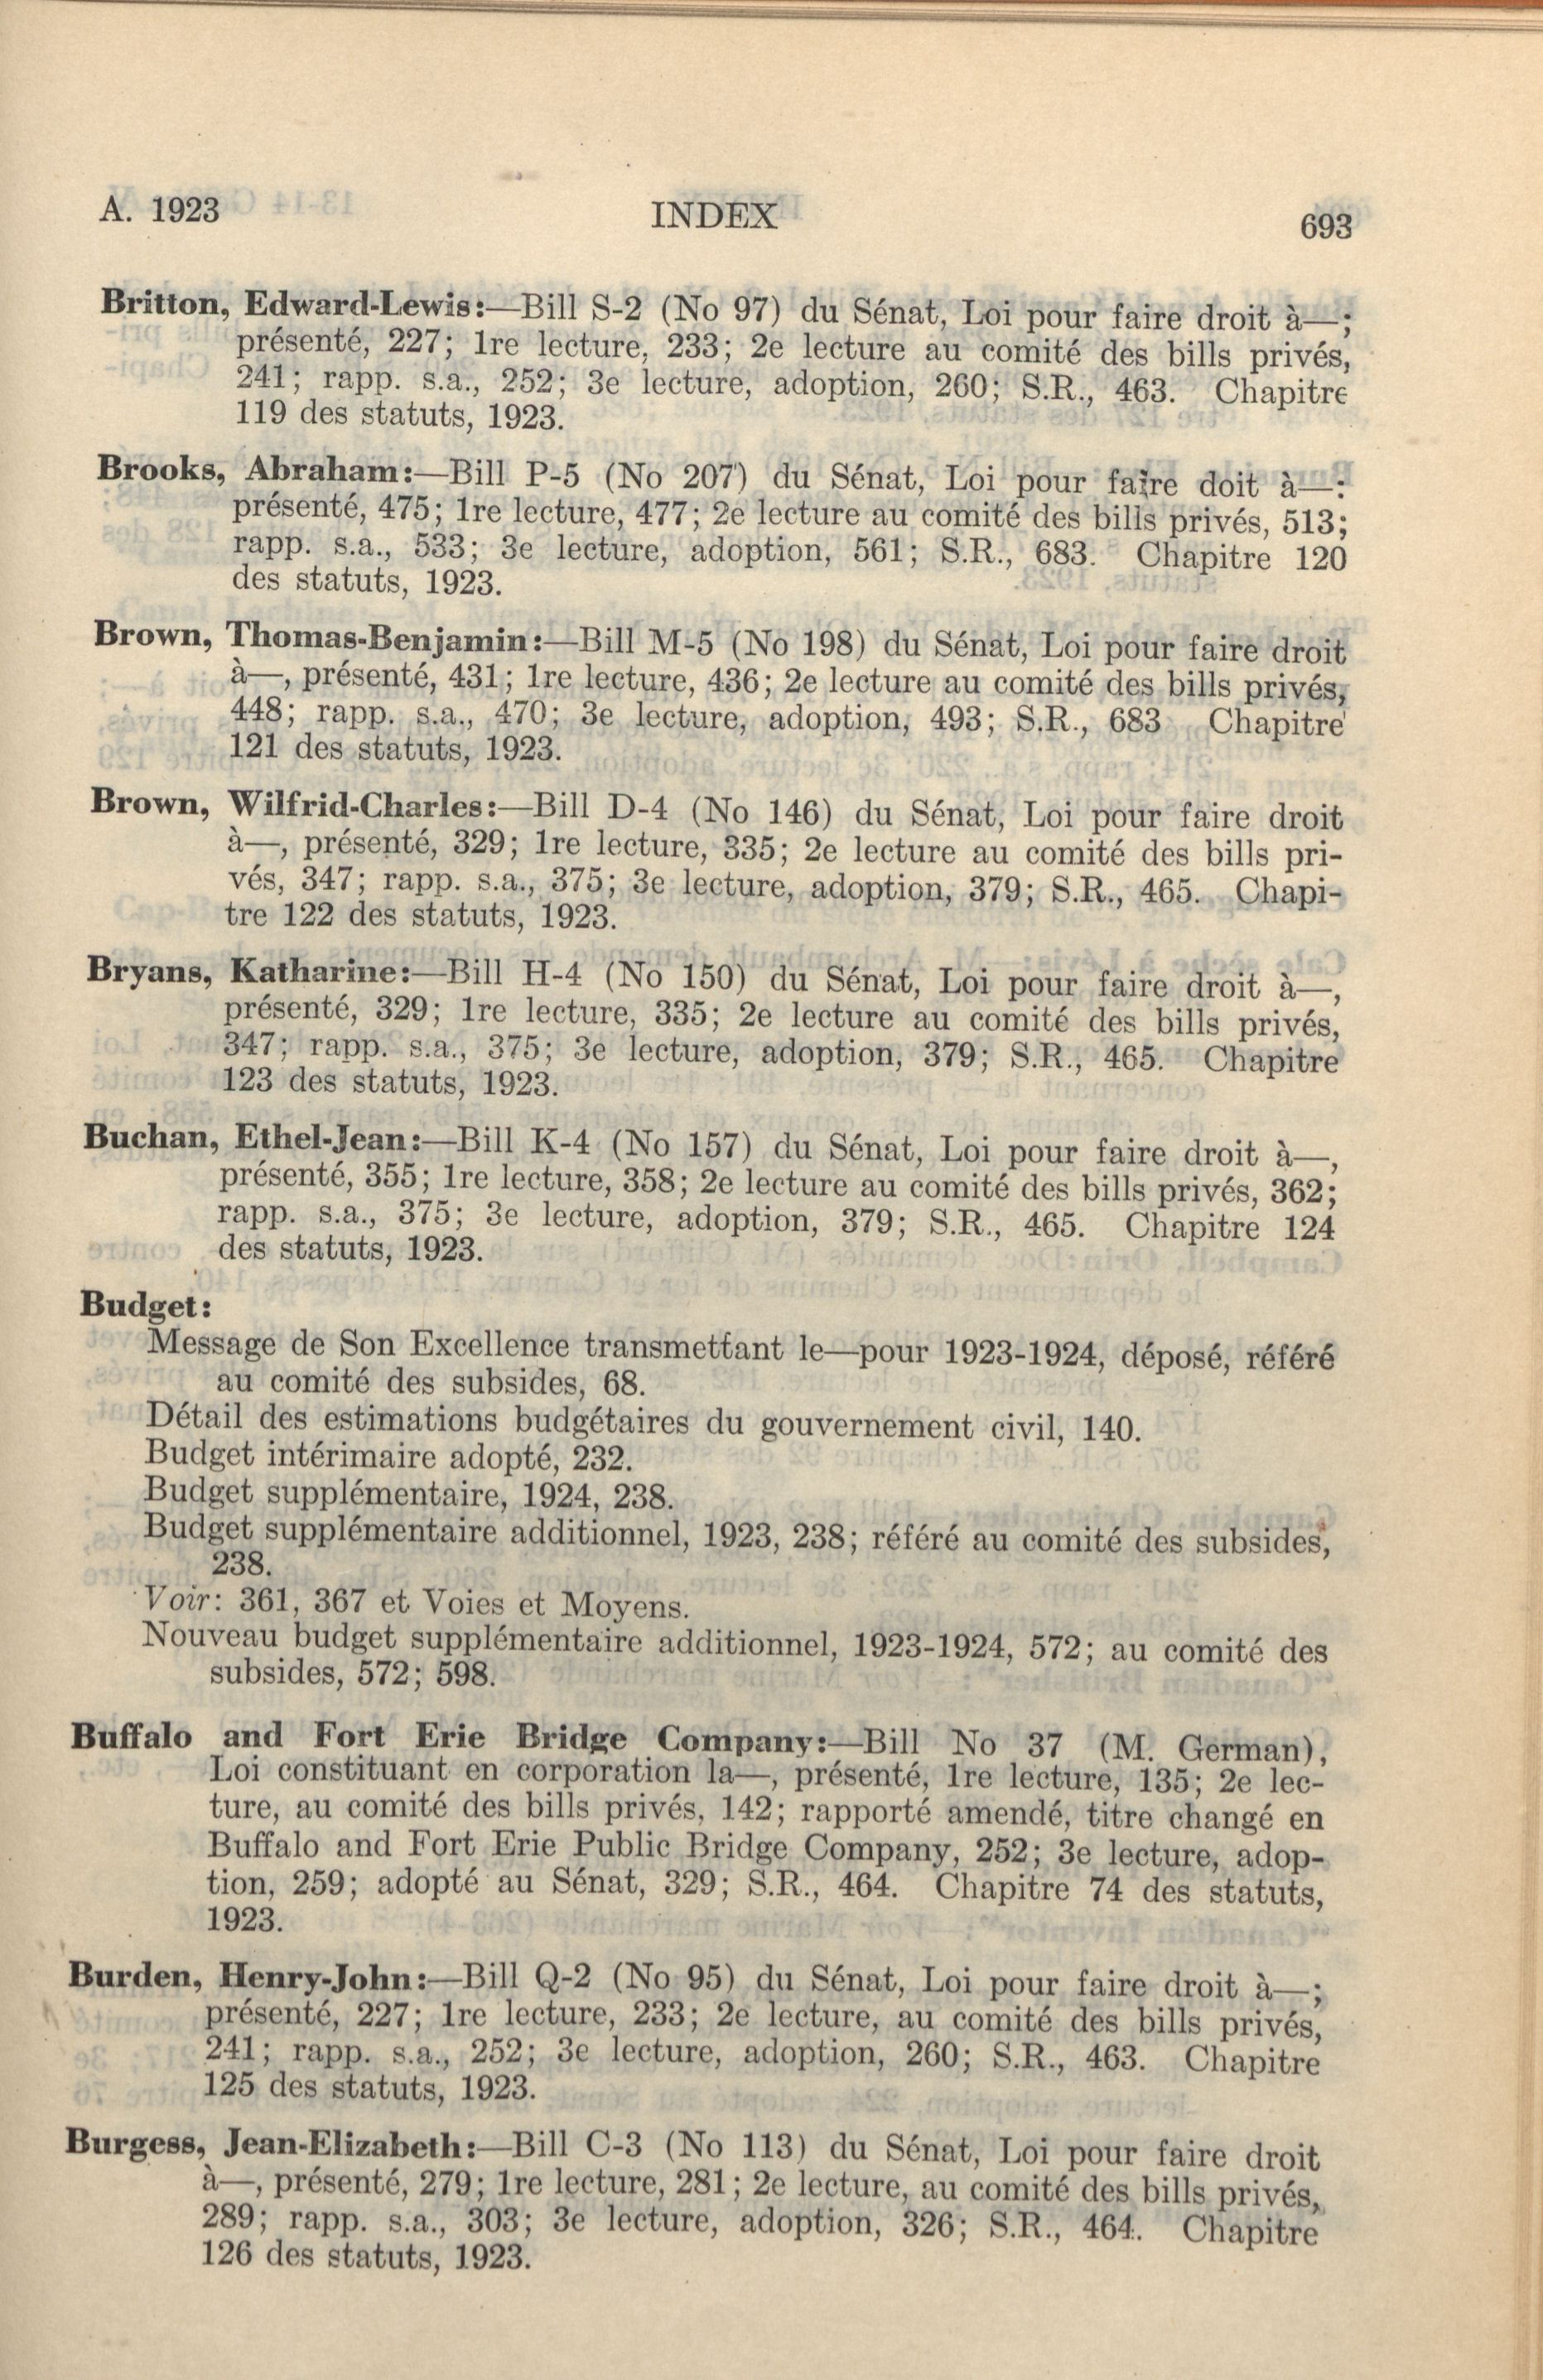 A. 1923 INDEX 693
Britton, Edward-Lewis:—Bill S-2 (No 97) du Sénat, Loi pour faire droit à—;
présenté, 227; 1re lecture, 233; 2e lecture au comité des bills privés,
241; rapp. s.a., 252; 3e lecture, adoption, 260; S.R., 463. Chapitre
119 des statuts, 1923.
Brooks, Abraham:—Bill P-5 (No 207) du Sénat, Loi pour faire doit à—:
présenté, 475; 1re lecture, 477; 2e lecture au comité des bills privés, 513;
rapp. s.a., 533; 3e lecture, adoption, 561; S.R., 683. Chapitre 120
des statuts, 1923.
Brown, Thomas-Benjamin:—Bill M-5 (No 198) du Sénat, Loi pour faire droit
à—, présenté, 431; 1re lecture, 436; 2e lecture au comité des bills privés,
448; rapp. s.a., 470; 3e lecture, adoption, 493; S.R., 683 Chapitre
121 des statuts, 1923.
Brown, Wilfrid-Charles:—Bill D-4 (No 146) du Sénat, Loi pour faire droit
à—, présenté, 329; 1re lecture, 335; 2e lecture au comité des bills pri-
vés, 347; rapp. s.a., 375; 3e lecture, adoption, 379; S.R., 465. Chapi-
tre 122 des statuts, 1923.
Bryans, Katharine:—Bill H-4 (No 150) du Sénat, Loi pour faire droit à—,
présenté, 329; 1re lecture, 335; 2e lecture au comité des bills privés,
347; rapp. s.a., 375; 3e lecture, adoption, 379; S.R., 465. Chapitre
123 des statuts, 1923.
Buchan, Ethel-Jean:—Bill K-4 (No 157) du Sénat, Loi pour faire droit à—,
présenté, 355; 1re lecture, 358; 2e lecture au comité des bills privés, 362;
rapp. s.a., 375; 3e lecture, adoption, 379; S.R., 465. Chapitre 124
des statuts, 1923.
Budget:
Message de Son Excellence transmettant le—pour 1923-1924, déposé, référé
au comité des subsides, 68.
Détail des estimations budgétaires du gouvernement civil, 140.
Budget intérimaire adopté, 232.
Budget supplémentaire, 1924, 238.
Budget supplémentaire additionnel, 1923, 238; référé au comité des subsides,
238.
Voir: 361, 367 et Voies et Moyens.
Nouveau budget supplémentaire additionnel, 1923-1924, 572; au comité des
subsides, 572; 598.
Buffalo and Fort Erie Bridge Company:—Bill No 37 (M. German),
Loi constituant en corporation la—, présenté, 1re lecture, 135; 2e lec-
ture, au comité des bills privés, 142; rapporté amendé, titre changé en
Buffalo and Fort Erie Public Bridge Company, 252; 3e lecture, adop-
tion, 259; adopté au Sénat, 329; S.R., 464. Chapitre 74 des statuts,
1923.
Burden, Henry-John:—Bill Q-2 (No 95) du Sénat, Loi pour faire droit à—;
présenté, 227; 1re lecture, 233; 2e lecture, au comité des bills privés,
241; rapp. s.a., 252; 3e lecture, adoption, 260; S.R., 463. Chapitre
125 des statuts, 1923.
Burgess, Jean-Elizabeth:—Bill C-3 (No 113) du Sénat, Loi pour faire droit
à—, présenté, 279; 1re lecture, 281; 2e lecture, au comité des bills privés,
289; rapp. s.a., 303; 3e lecture, adoption, 326; S.R., 464. Chapitre
126 des statuts, 1923.